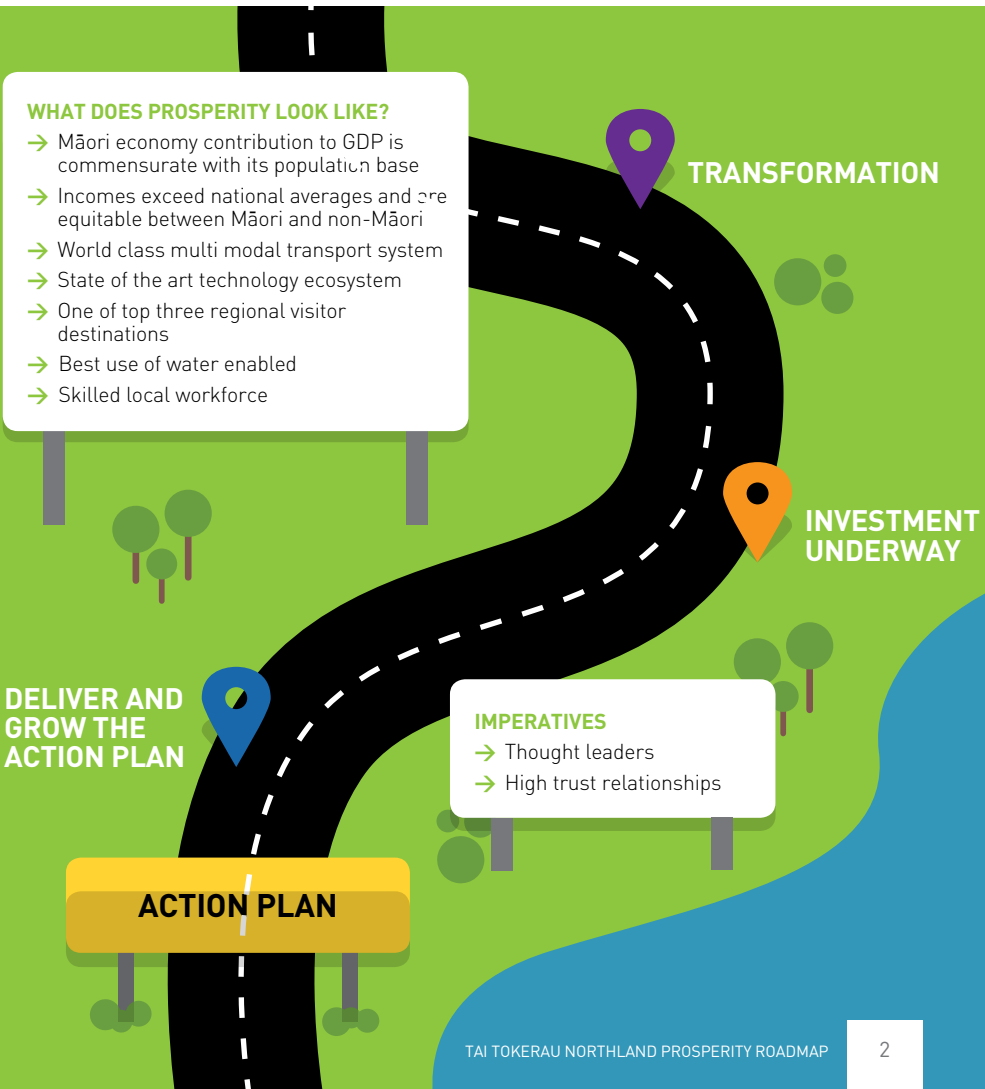 WHAT DOES PROSPERITY LOOK LIKE?
→ Māori economy contribution to GDP is
commensurate with its population base
→ Incomes exceed national averages and are
equitable between Māori and non-Māori
→ World class multi modal transport system
→ State of the art technology ecosystem
→ One of top three regional visitor
destinations
→ Best use of water enabled
→ Skilled local workforce
TRANSFORMATION
INVESTMENT
UNDERWAY
DELIVER AND
GROW THE
ACTION PLAN
IMPERATIVES
→ Thought leaders
→ High trust relationships
ACTION PLAN
TAI TOKERAU NORTHLAND PROSPERITY ROADMAP
2